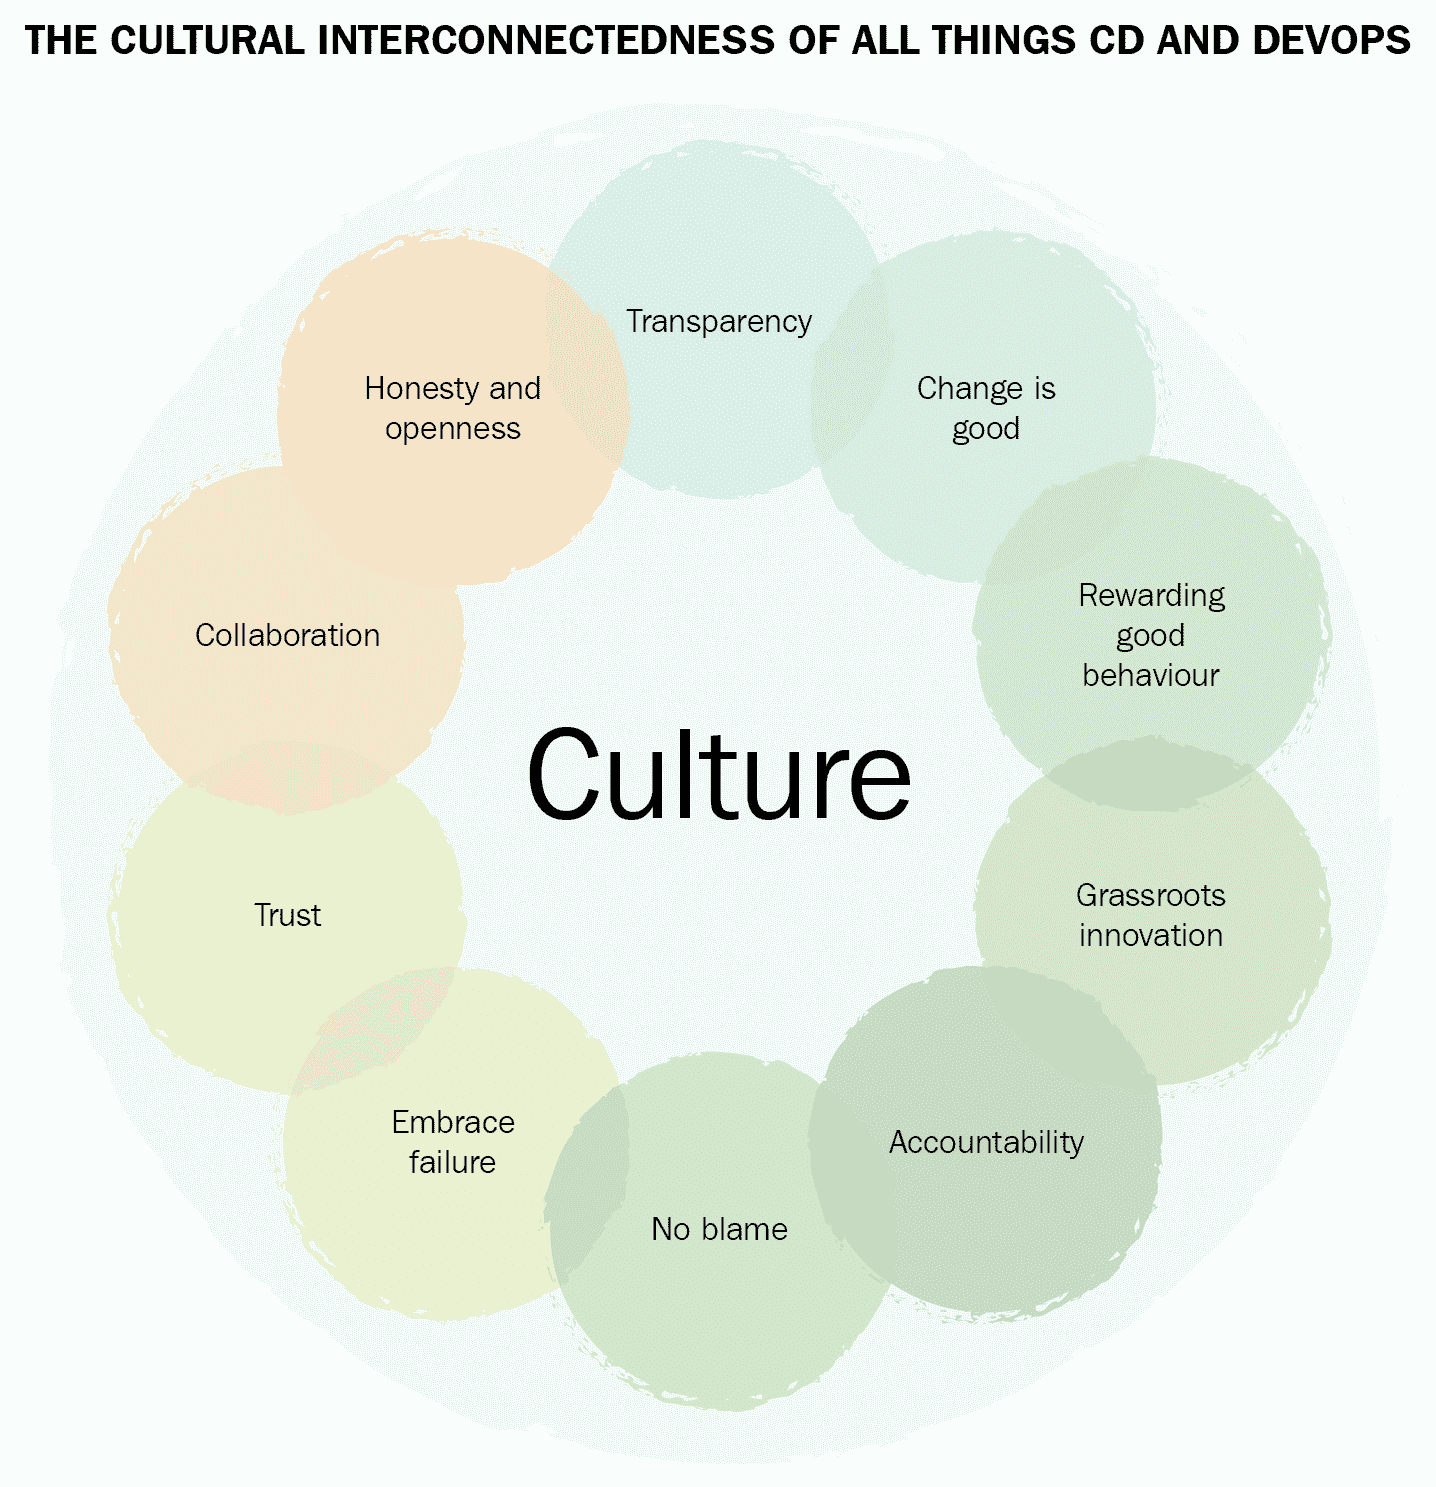 THE CULTURAL INTERCONNECTEDNESS OF ALL THINGS CD AND DEVOPS
Transparency
Change is
good
Rewarding
good
behaviour
Grassroots
innovation
Accountability
No blame
Embrace
failure
Trust
Collaboration
Honesty and
openness
Culture